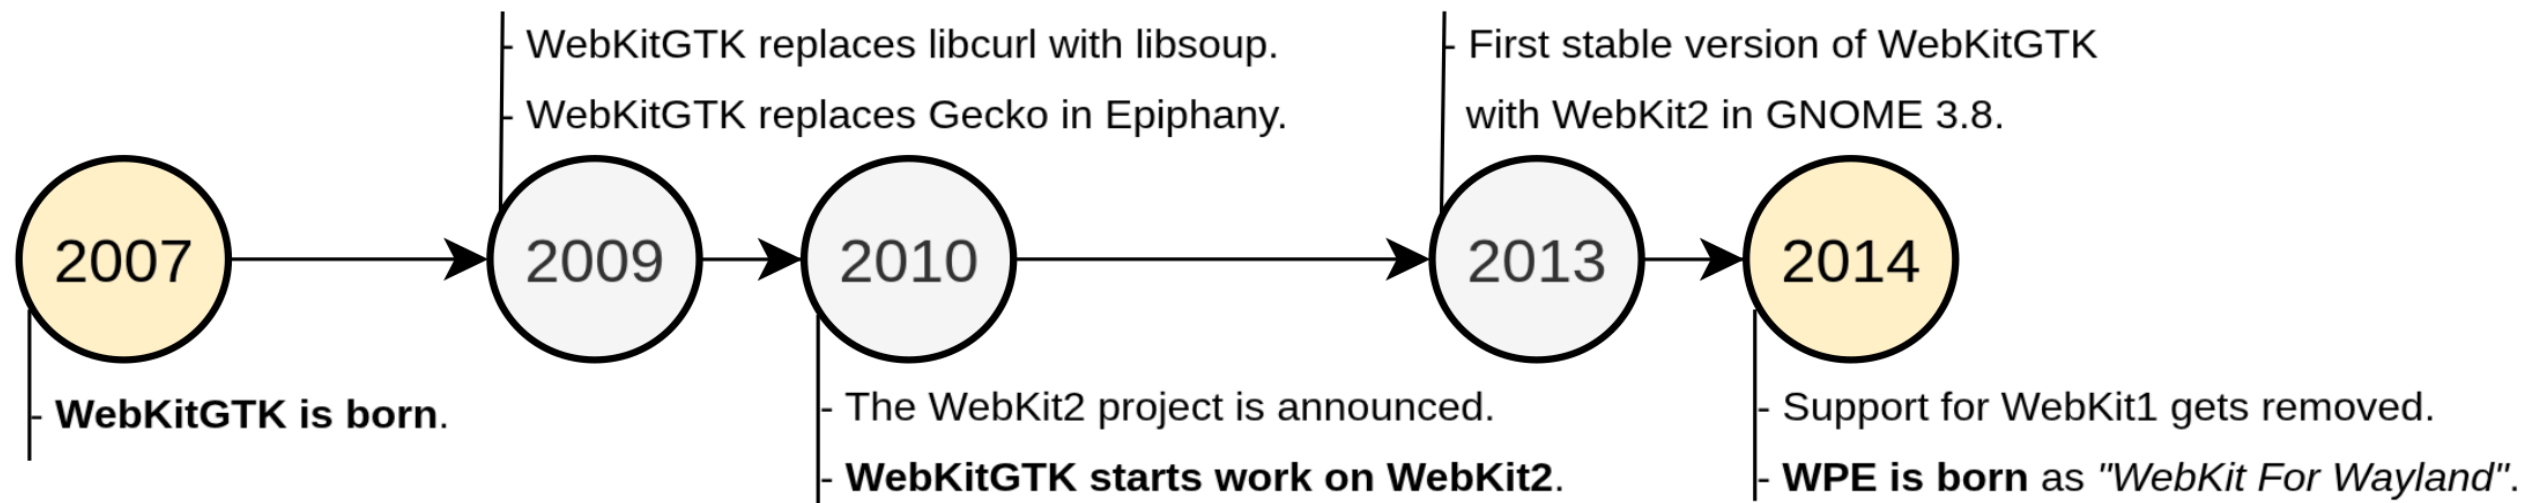 - WebKitGTK replaces libcurl with libsoup.
- WebKitGTK replaces Gecko in Epiphany.
- First stable version of WebKitGTK
with WebKit2 in GNOME 3.8.
2007
2009
2010
2013
2014
- WebKitGTK is born.
- The WebKit2 project is announced.
- WebKitGTK starts work on WebKit2.
- Support for WebKit1 gets removed.
- WPE is born as "WebKit For Wayland".